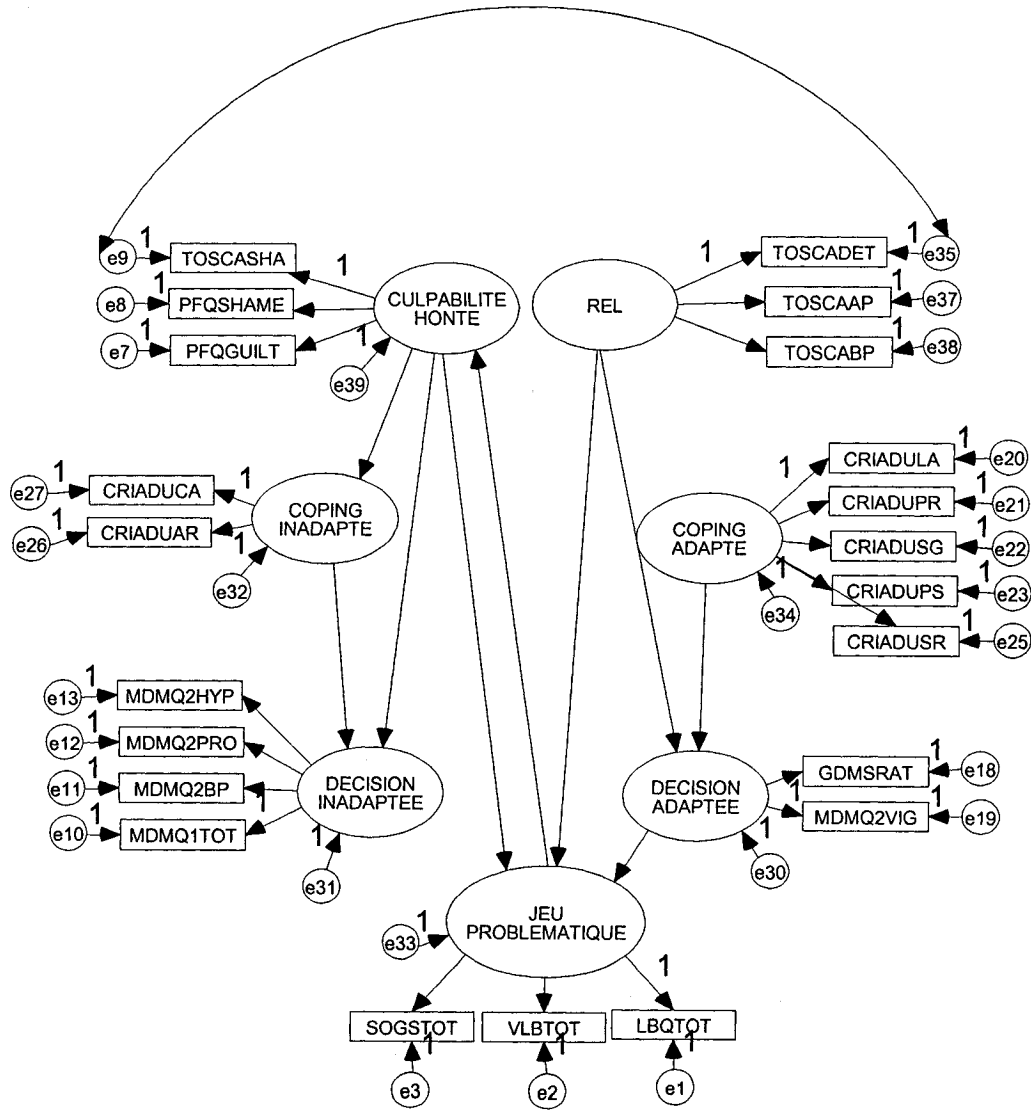 1
1
e9
TOSCASHA
1
TOSCADET
e35
1
e8
PFQSHAME
1
CULPABILITE
HONTE
REL
TOSCAAP
1
e37
1
e7
PFQGUILT
1
e39
TOSCABP
1
e38
1
e27
CRIADUCA
1
1
e26
CRIADUAR
1
e32
COPING
INADAPTE
COPING
ADAPTE
1
CRIADULA
1
e20
CRIADUPR
1
e21
CRIADUSG
1
e22
1
e34
CRIADUPS
1
e23
CRIADUSR
1
e25
1
e13
MDMQ2HYP
1
e12
MDMQ2PRO
1
e11
MDMQ2BP
1
1
e10
MDMQ1TOT
1
e31
DECISION
INADAPTEE
DECISION
ADAPTEE
GDMSRAT
1
e18
1
MDMQ2VIG
1
e19
1
e30
JEU
PROBLEMATIQUE
1
e33
1
SOGSTOT
VLBTOT
LBQTOT
1
1
1
e3
e2
e1